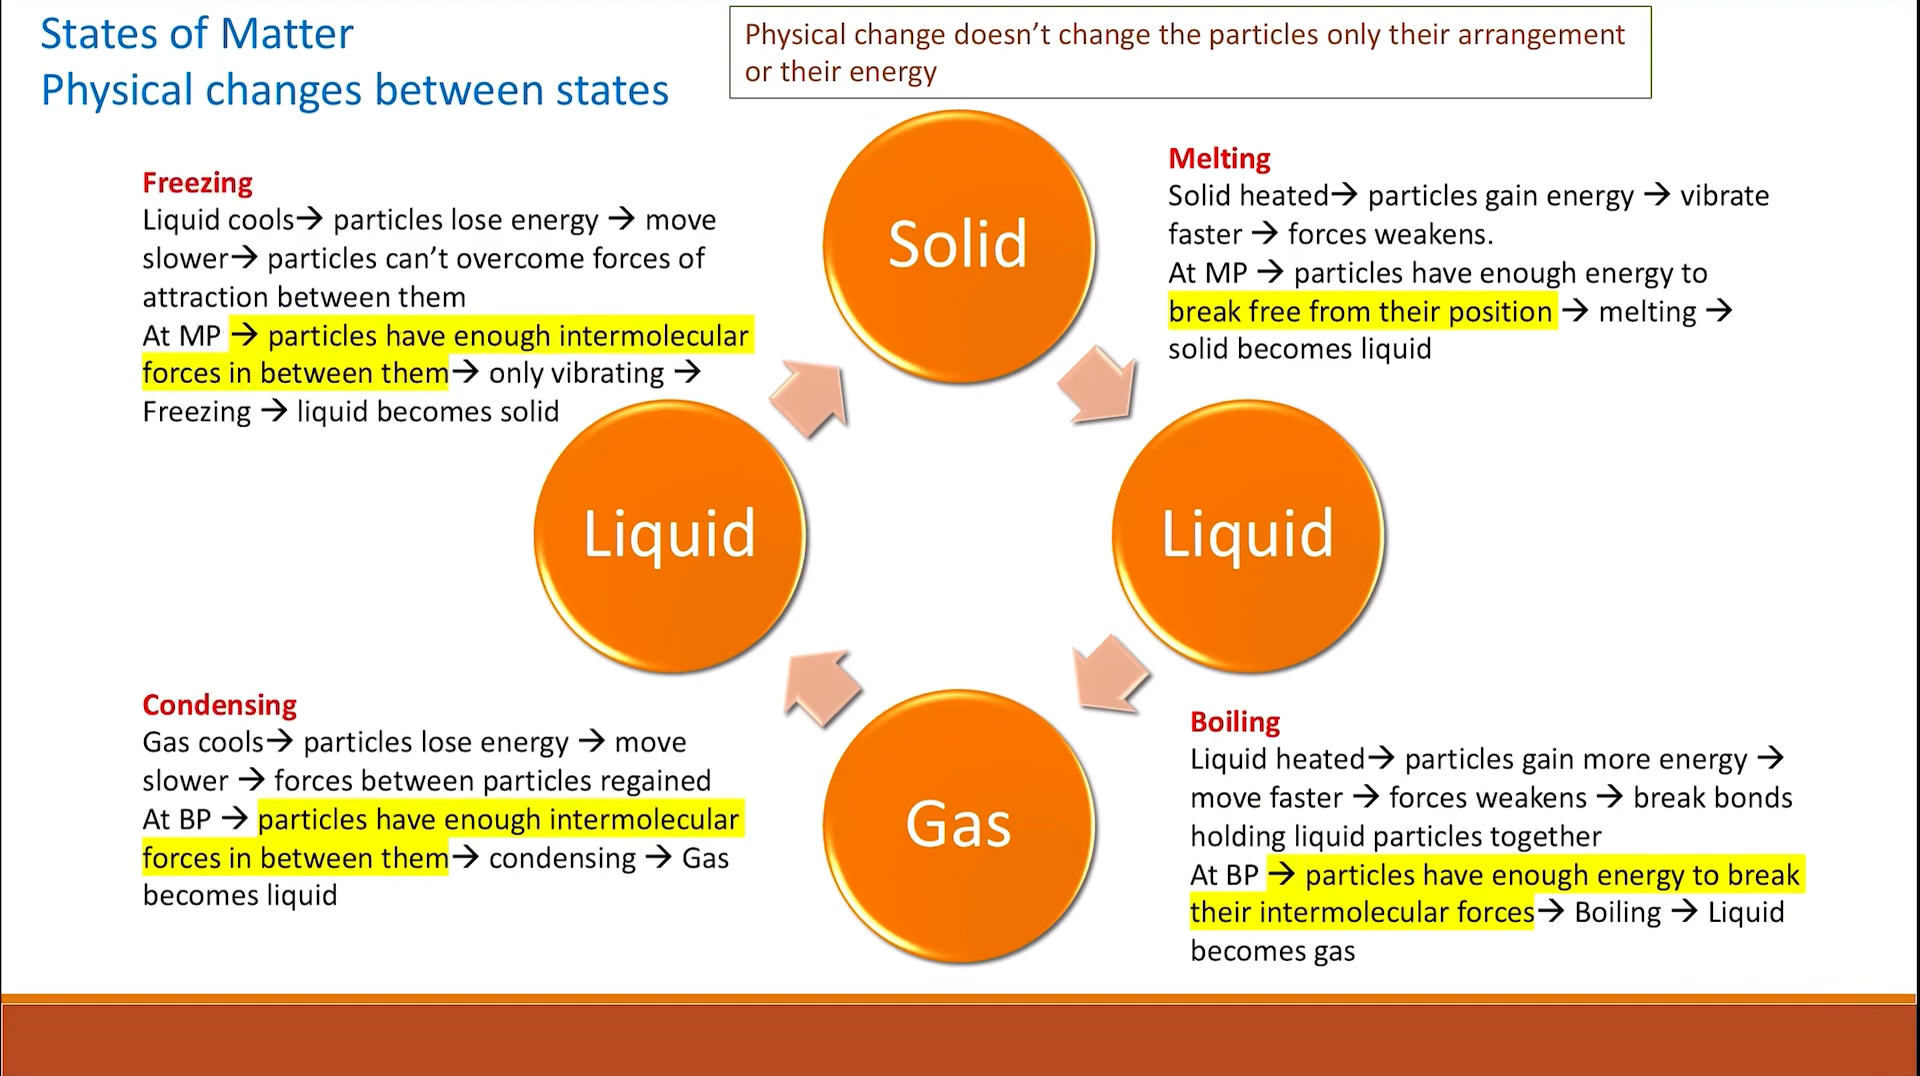 States of Matter
Physical changes between states
Physical change doesn’t change the particles only their arrangement
or their energy
Freezing
Liquid cools→ particles lose energy → move
slower→ particles can’t overcome forces of
attraction between them
At MP → particles have enough intermolecular
forces in between them→ only vibrating →
Freezing → liquid becomes solid
Solid
Melting
Solid heated→ particles gain energy → vibrate
faster → forces weakens.
At MP → particles have enough energy to
break free from their position → melting →
solid becomes liquid
Liquid
Liquid
Condensing
Gas cools→ particles lose energy → move
slower → forces between particles regained
At BP → particles have enough intermolecular
forces in between them→ condensing → Gas
becomes liquid
Gas
Boiling
Liquid heated→ particles gain more energy →
move faster → forces weakens → break bonds
holding liquid particles together
At BP → particles have enough energy to break
their intermolecular forces→ Boiling → Liquid
becomes gas